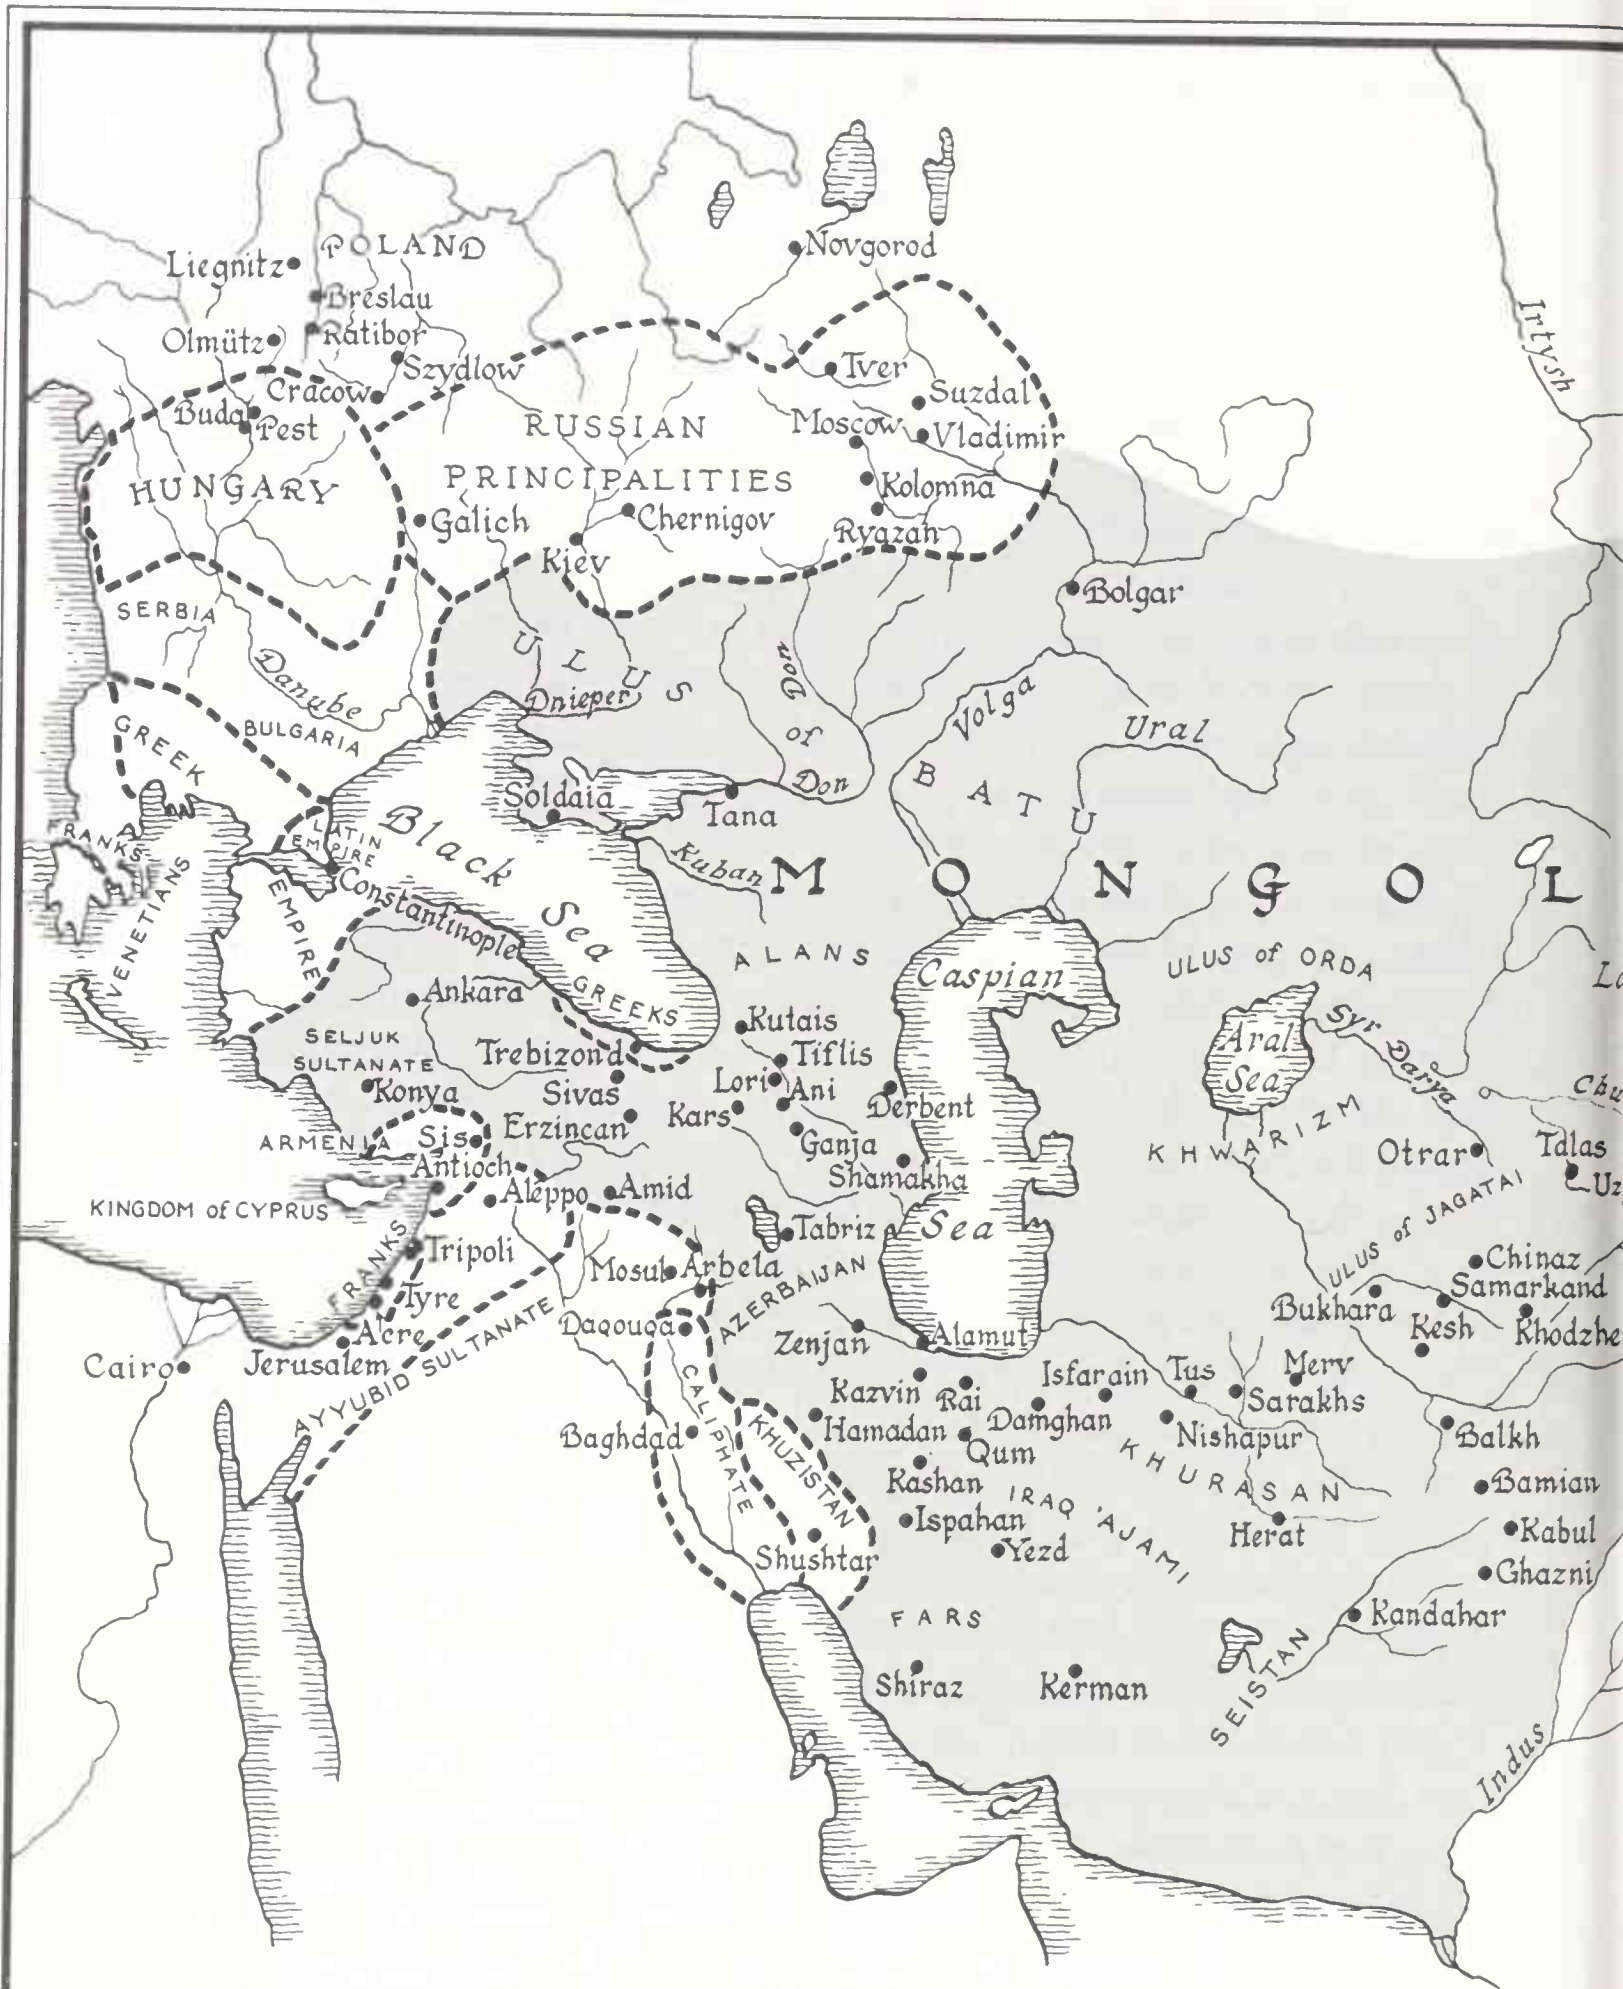 Novgorod
POLAND
Liegnitz
Breslau
Ratibor
Olmütz
Szydlow
Cracow
Buda
Pest
HUNGARY
Irtysh
Tver
Suzdal
Moscow
Vladimir
RUSSIAN
PRINCIPALITIES
Kolomna
Galich
Chernigov
Ryazan
Kiev
Bolgar
SERBIA
Danube
BULGARIA
GREEK
EMPIRE
ULUS
of
BATU
Dnieper
Don
Don
Volga
Ural
Soldaia
Tana
Kuban
LATIN
EMPIRE
Black
Sea
Constantinople
RANKS
VENETIANS
MONGOL
ALANS
Caspian
Sea
ULUS of ORDA
Aral
Sea
Syr Darya
Chu
GREEKS
Ankara
SELJUK
SULTANATE
Konya
Trebizond
Sivas
Erzincan
Kutais
Tiflis
Lori
Ani
Kars
Derbent
Ganja
Shamakha
KHWARIZM
Otrar
Talas
ARMENIA
Sis
Antioch
Aleppo
Amid
KINGDOM of CYPRUS
Tabriz
ULUS of JAGATAI
FRANKS
Tripoli
Tyre
Acre
Jerusalem
Cairo
AYYUBID SULTANATE
Mosul
Arbela
AZERBAIJAN
Daqouqa
Zenjan
Alamut
Chinaz
Samarkand
Bukhara
Kesh
Khodzhe
CALIPHATE
Baghdad
KHUZISTAN
Shushtar
Kazvin
Rai
Isfarain
Tus
Merv
Sarakhs
Hamadan
Damghan
Nishapur
Qum
Balkh
KHURASAN
Kashan
IRAQ 'AJAMI
Bamian
Ispahan
Herat
Kabul
Yezd
Ghazni
Kandahar
FARS
Shiraz
Kerman
SEISTAN
Indus